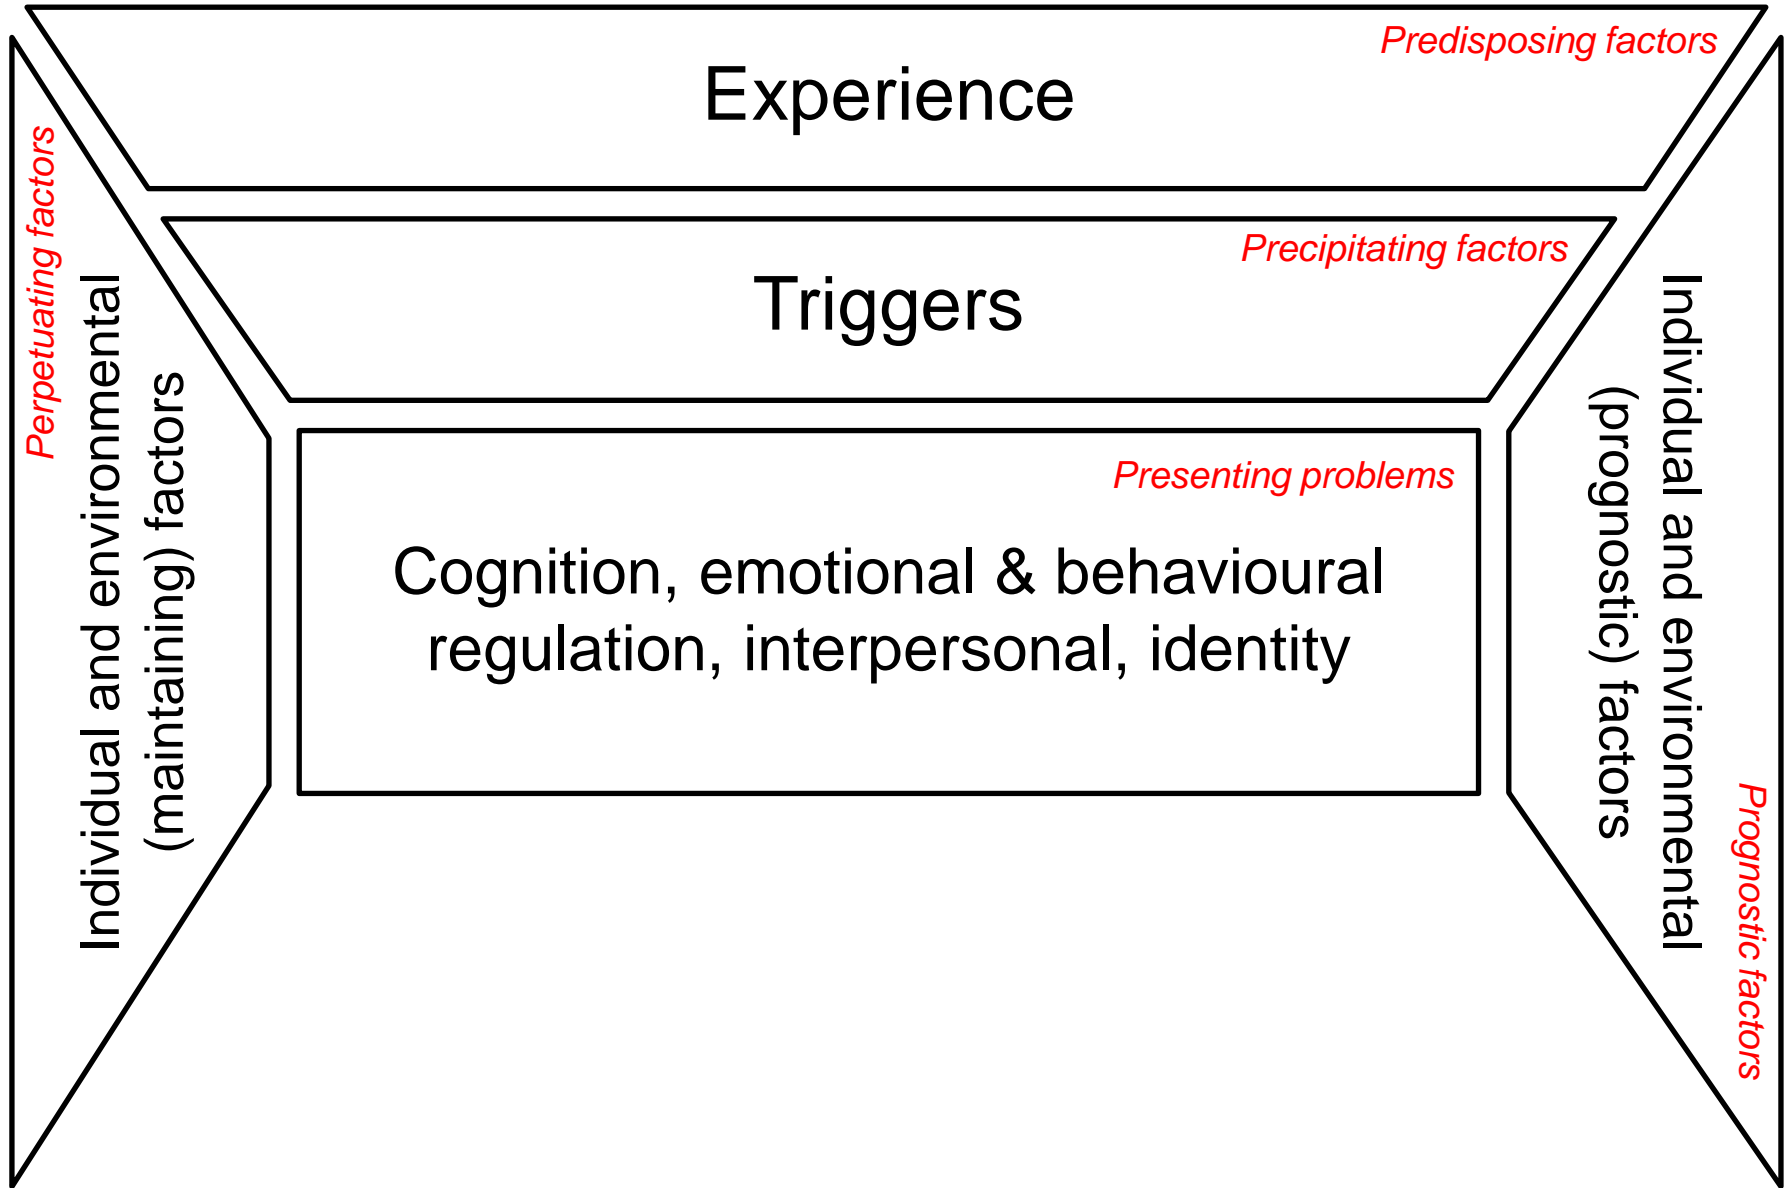 Predisposing factors
Experience
Perpetuating factors
Individual and environmental
(maintaining) factors
Precipitating factors
Triggers
Presenting problems
Cognition, emotional & behavioural
regulation, interpersonal, identity
Individual and environmental
(prognostic) factors
Prognostic factors